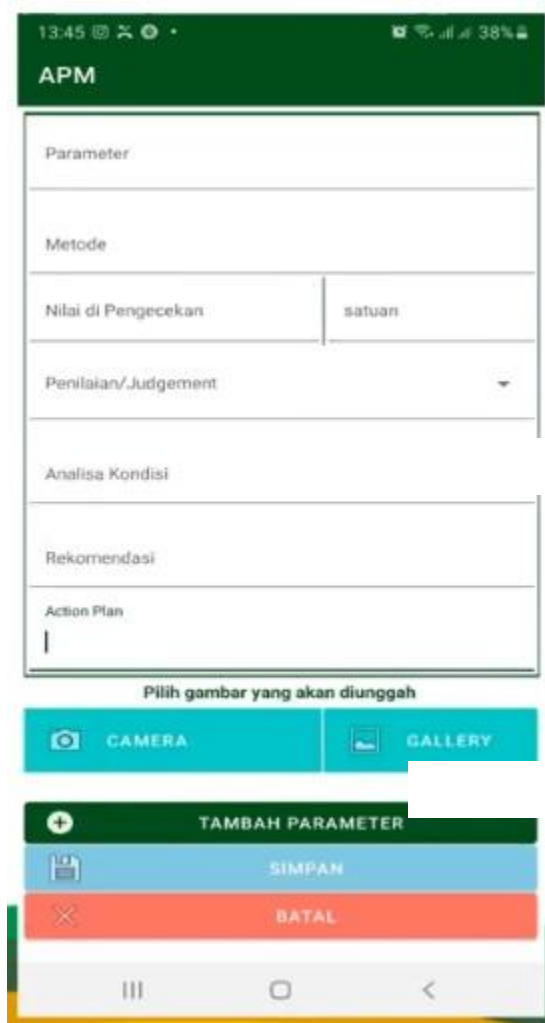 13:45 38%
APM
Parameter
Metode
Nilai di Pengecekan satuan
Penilaian/Judgement
Analisa Kondisi
Rekomendasi
Action Plan
Pilih gambar yang akan diunggah
CAMERA GALLERY
TAMBAH PARAMETER
SIMPAN
BATAL